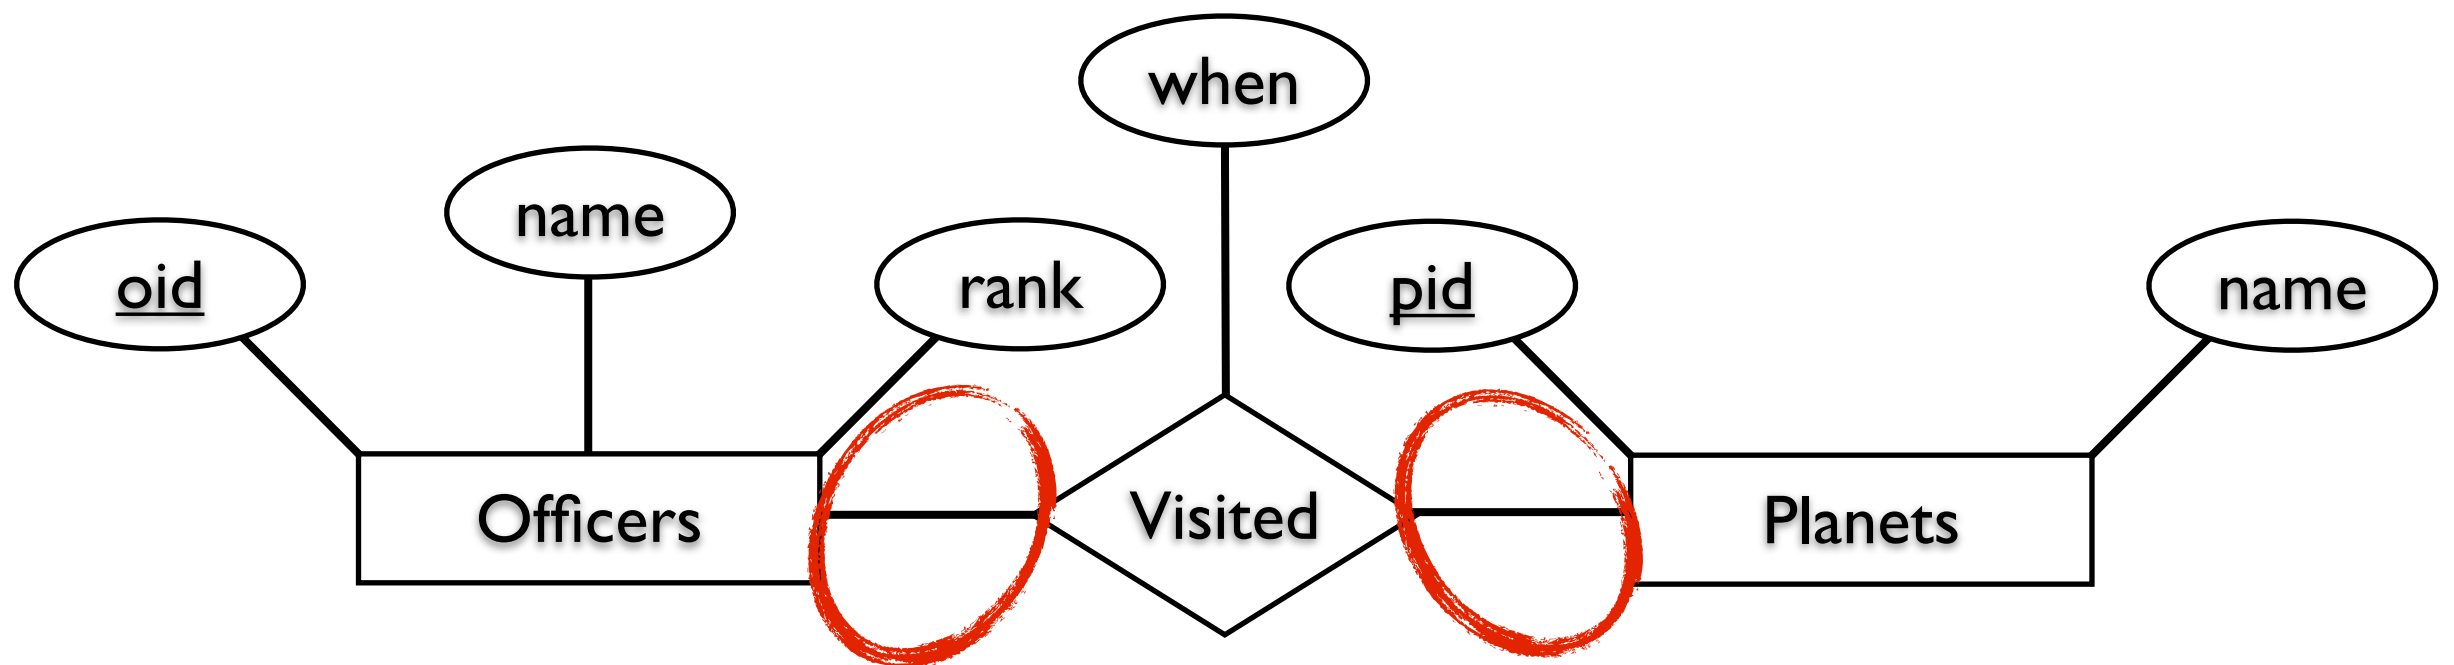 when
name
oid
rank
pid
name
Officers
Visited
Planets